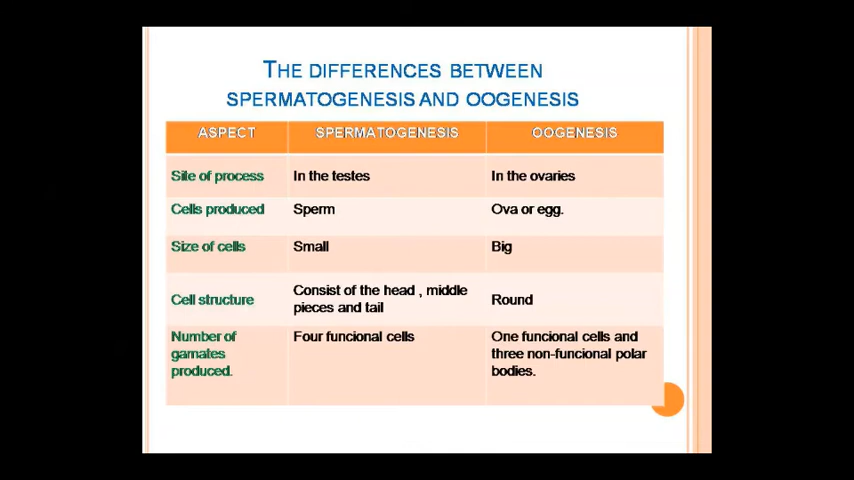 THE DIFFERENCES BETWEEN
SPERMATOGENESIS AND OOGENESIS
ASPECT SPERMATOGENESIS OOGENESIS
Site of process In the testes In the ovaries
Cells produced Sperm Ova or egg.
Size of cells Small Big
Cell structure Consist of the head , middle
pieces and tail Round
Number of
gamates
produced. Four funcional cells One funcional cells and
three non-funcional polar
bodies.